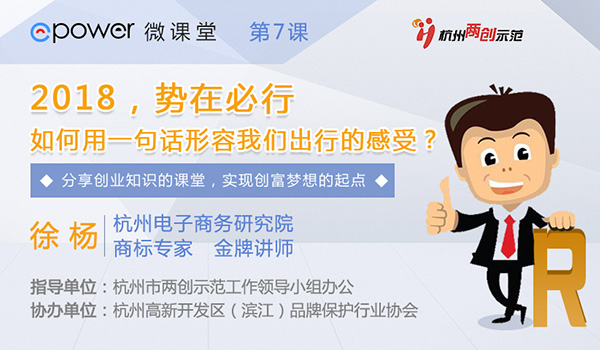 epower 微课堂 第7课
杭州两创示范
2018，势在必行
如何用一句话形容我们出行的感受？
◆ 分享创业知识的课堂，实现创富梦想的起点 ◆
徐杨
杭州电子商务研究院
商标专家 金牌讲师
指导单位：杭州市两创示范工作领导小组办公
协办单位：杭州高新开发区（滨江）品牌保护行业协会
R